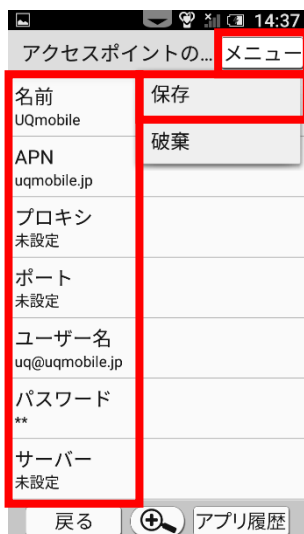 14:37
アクセスポイントの... メニュー
保存
破棄
名前
UQmobile
APN
uqmobile.jp
プロキシ
未設定
ポート
未設定
ユーザー名
uq@uqmobile.jp
パスワード
**
サーバー
未設定
戻る アプリ履歴